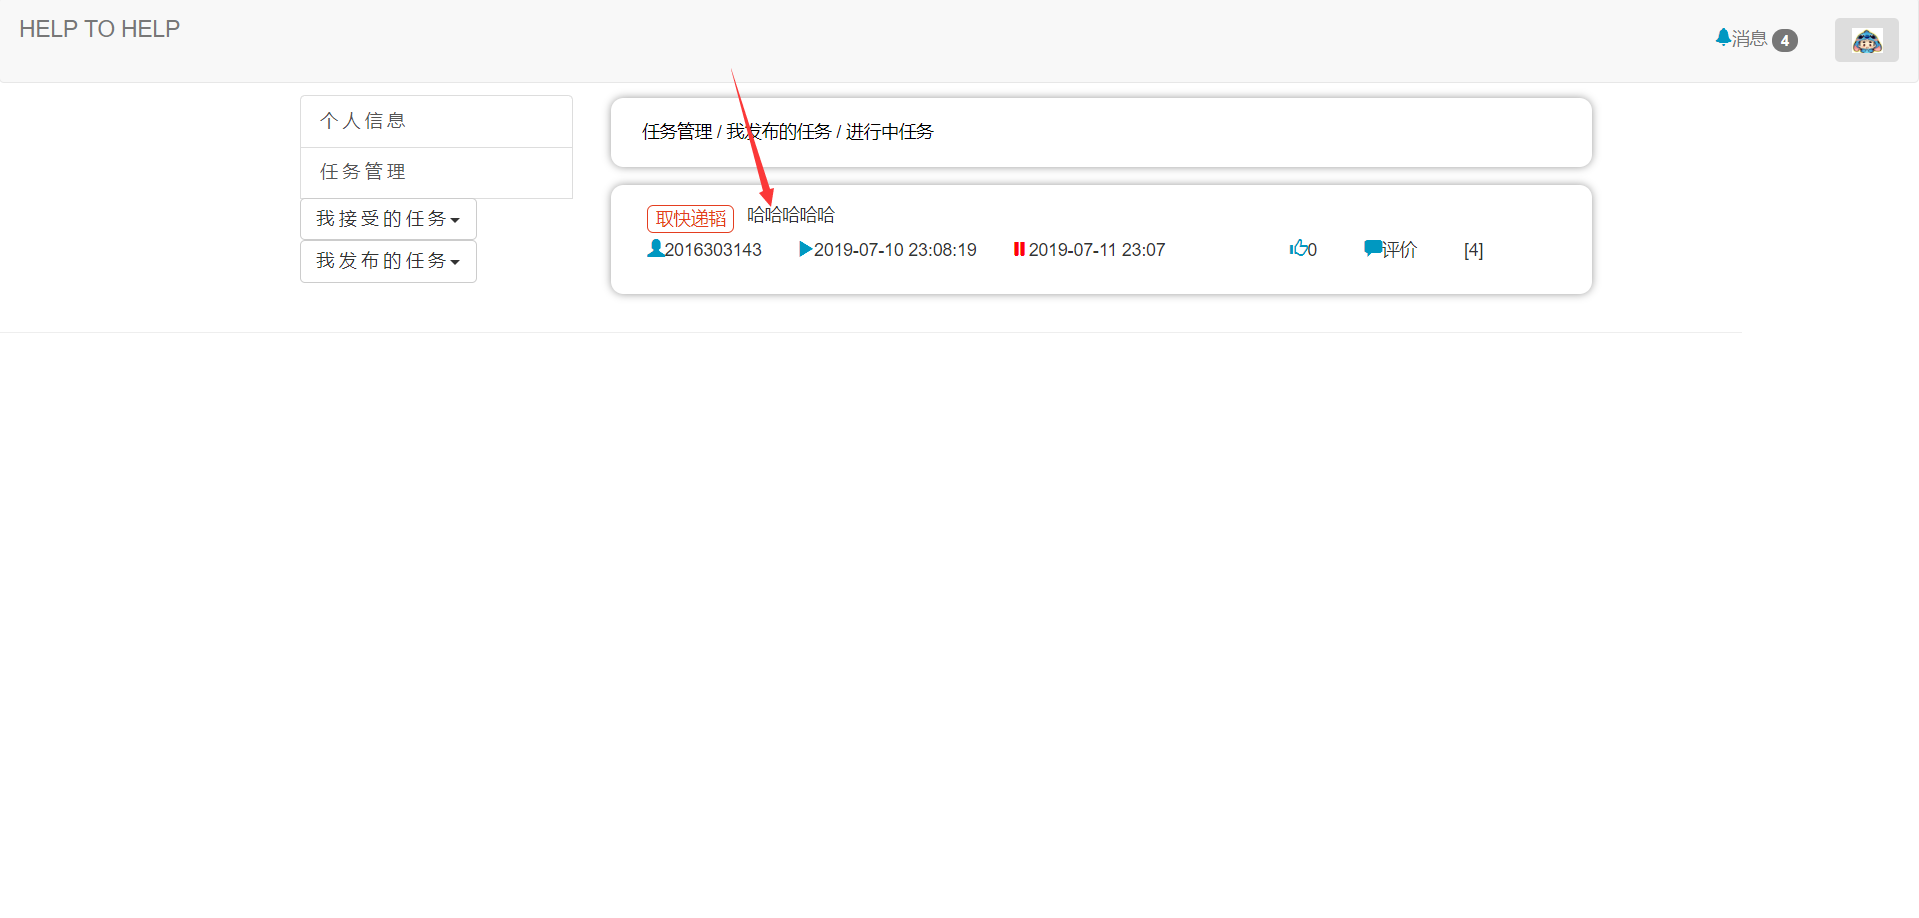 HELP TO HELP
消息 4
个人信息
任务管理
我接受的任务
我发布的任务
任务管理 / 我发布的任务 / 进行中任务
取快递韬 哈哈哈哈哈
2016303143 2019-07-10 23:08:19 2019-07-11 23:07 0 评价 [4]